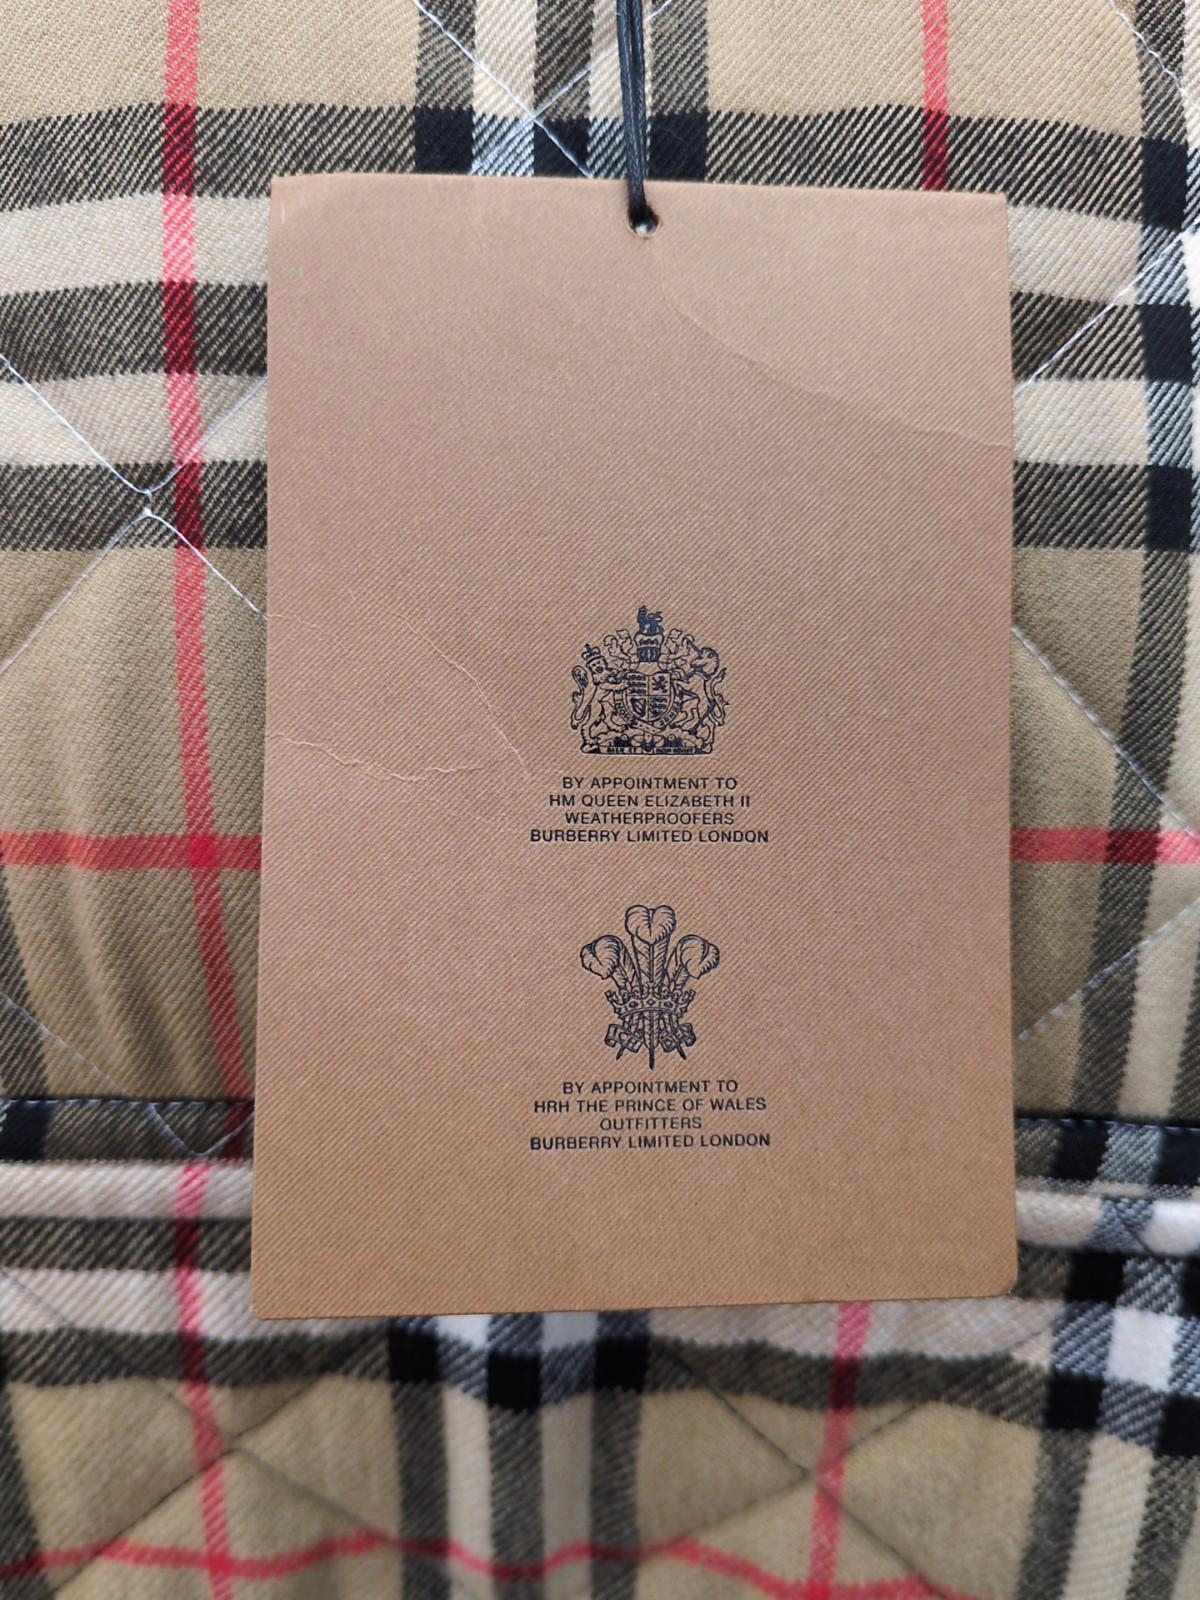 BY APPOINTMENT TO
HM QUEEN ELIZABETH II
WEATHERPROOFERS
BURBERRY LIMITED LONDON
BY APPOINTMENT TO
HRH THE PRINCE OF WALES
OUTFITTERS
BURBERRY LIMITED LONDON